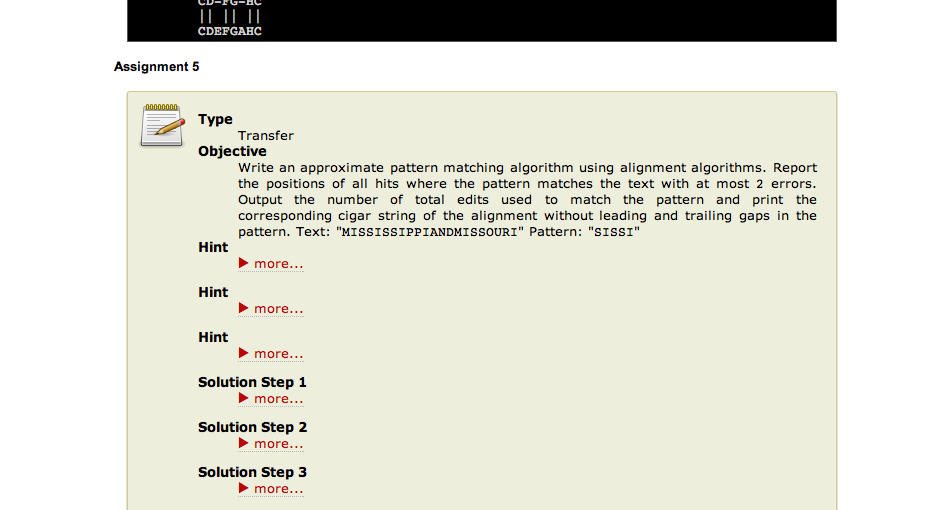 CD-FG-HC
|| || ||
CDEFGAHC
Assignment 5
Type
Transfer
Objective
Write an approximate pattern matching algorithm using alignment algorithms. Report
the positions of all hits where the pattern matches the text with at most 2 errors.
Output the number of total edits used to match the pattern and print the
corresponding cigar string of the alignment without leading and trailing gaps in the
pattern. Text: "MISSISSIPPIANDMISSOURI" Pattern: "SISSI"
Hint
more...
Hint
more...
Hint
more...
Solution Step 1
more...
Solution Step 2
more...
Solution Step 3
more...